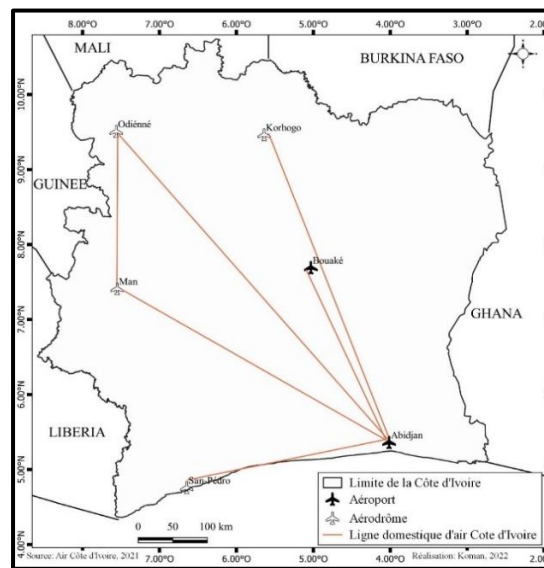 8.00°O 7.00°O 6.00°O 5.00°O 4.00°O 3.00°O 2.00°O
MALI
BURKINA FASO
10.00°N
Odiénné
Korhogo
9.00°N
GUINEE
8.00°N
Bouaké
Man
GHANA
7.00°N
6.00°N
LIBERIA
Abidjan
5.00°N
San-Pédro
Limite de la Côte d'Ivoire
Aéroport
Aérodrôme
Ligne domestique d'air Cote d'Ivoire
0 50 100 km
4.00°N
Source: Air Côte d'Ivoire, 2021
Réalisation: Koman, 2022
8.00°O 7.00°O 6.00°O 5.00°O 4.00°O 3.00°O 2.00°O